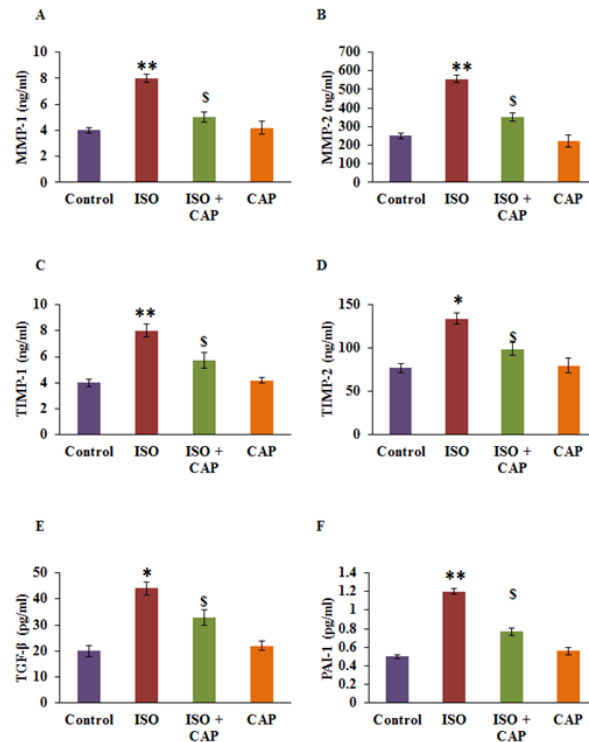 A
MMP-1 (ng/ml)
10
8
6
4
2
0
**
$
Control ISO ISO + CAP
CAP
B
MMP-2 (ng/ml)
700
600
500
400
300
200
100
0
**
$
Control ISO ISO + CAP
CAP
C
TIMP-1 (ng/ml)
10
8
6
4
2
0
**
$
Control ISO ISO + CAP
CAP
D
TIMP-2 (ng/ml)
150
100
50
0
*
$
Control ISO ISO + CAP
CAP
E
TGF-β (pg/ml)
50
40
30
20
10
0
*
$
Control ISO ISO + CAP
CAP
F
PAI-1 (pg/ml)
1.4
1.2
1
0.8
0.6
0.4
0.2
0
**
$
Control ISO ISO + CAP
CAP